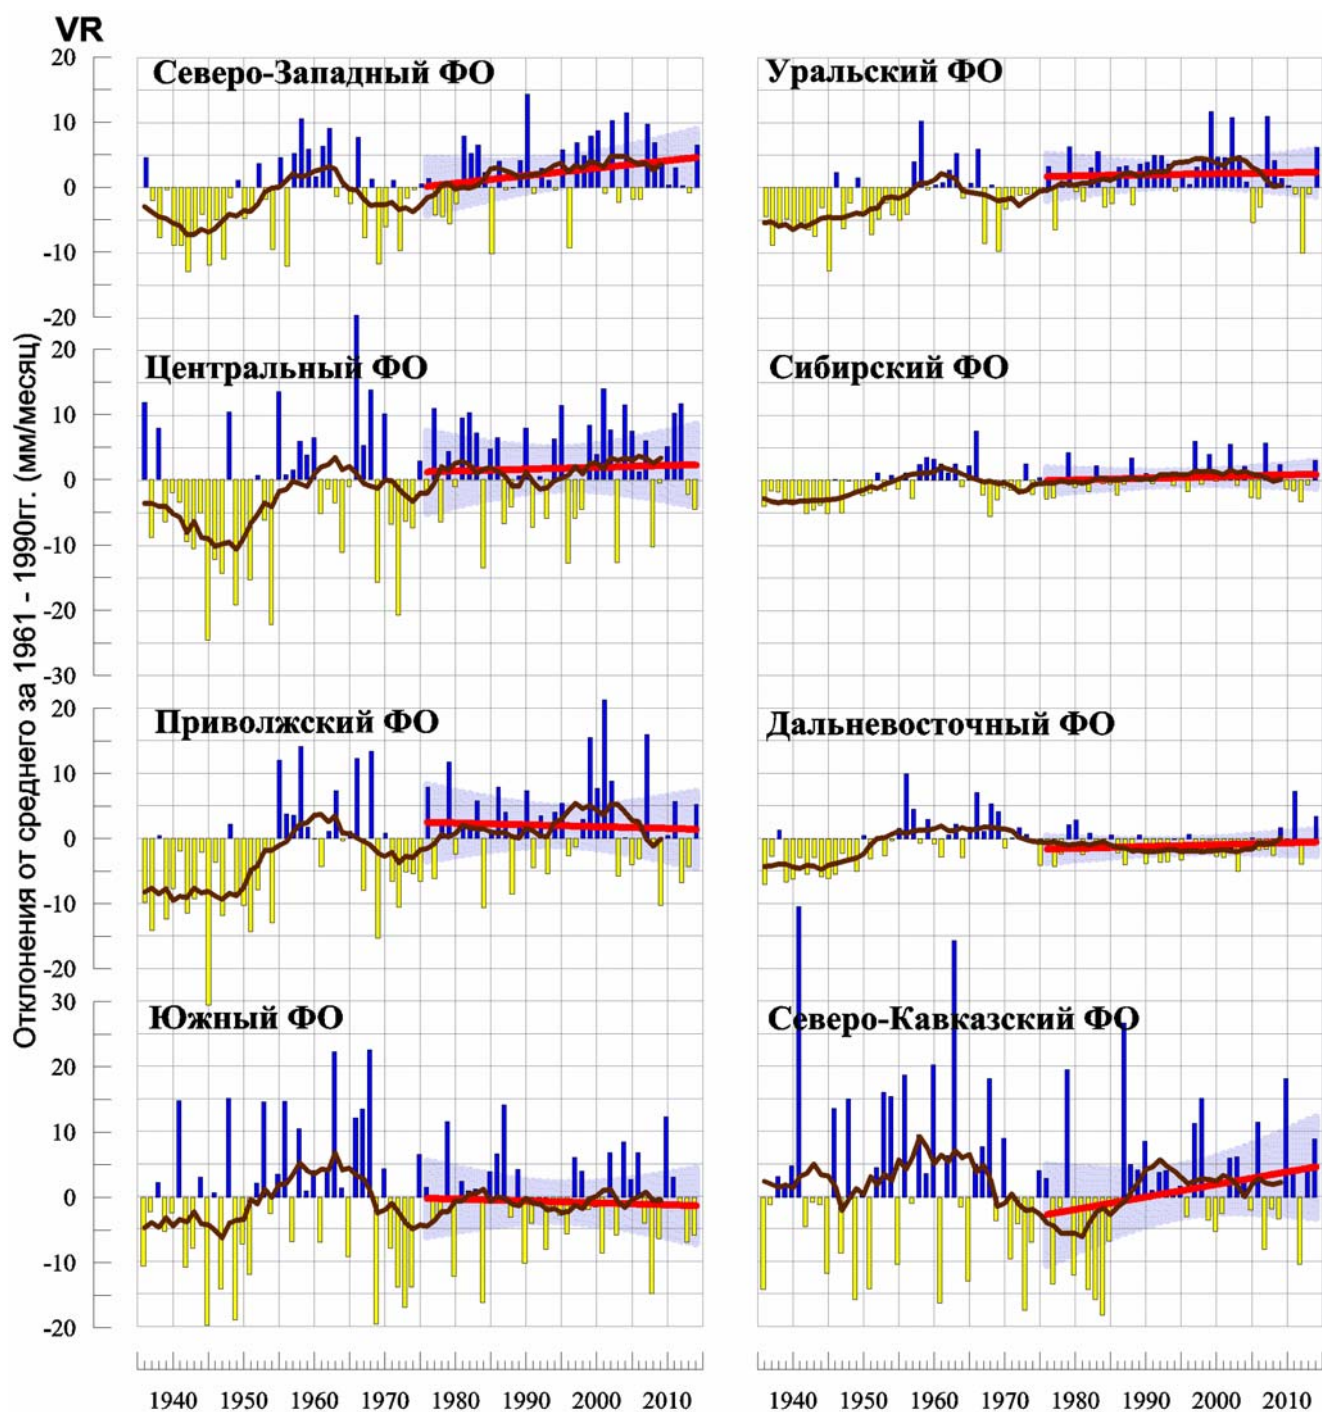 VR
Отклонения от среднего за 1961 - 1990гг. (мм/месяц)
20
10
0
-10
-20
Северо-Западный ФО
Уральский ФО
20
10
0
-10
-20
-30
Центральный ФО
Сибирский ФО
20
10
0
-10
-20
Приволжский ФО
Дальневосточный ФО
30
20
10
0
-10
-20
Южный ФО
Северо-Кавказский ФО
1940 1950 1960 1970 1980 1990 2000 2010
1940 1950 1960 1970 1980 1990 2000 2010